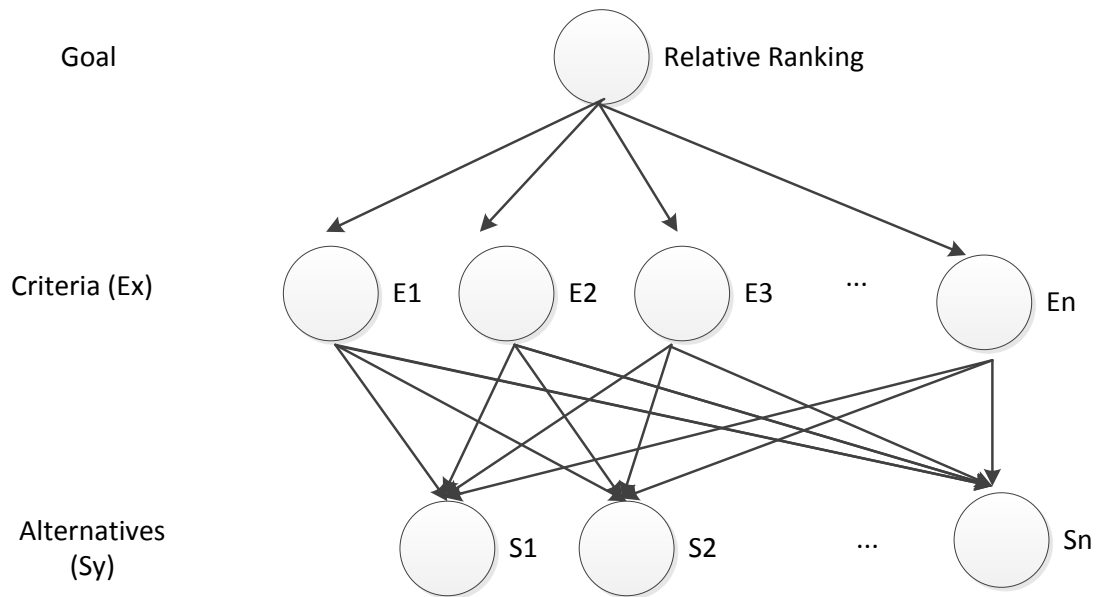 Goal
Relative Ranking
Criteria (Ex)
E1
E2
E3
...
En
Alternatives
(Sy)
S1
S2
...
Sn